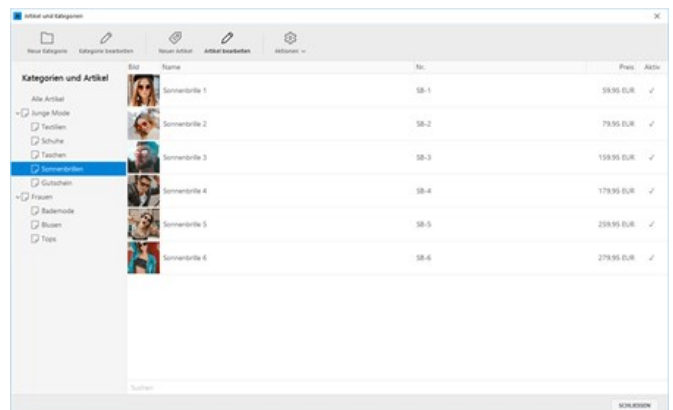 Artikel und Kategorien
Neue Kategorie Kategorie bearbeiten Neuer Artikel Artikel bearbeiten Aktionen
Kategorien und Artikel
Alle Artikel
Junge Mode
Textilien
Schuhe
Taschen
Sonnenbrillen
Gutschein
Frauen
Bademode
Blusen
Tops
Bild Name Nr. Preis Aktiv
Sonnenbrille 1 SB-1 59,95 EUR
Sonnenbrille 2 SB-2 79,95 EUR
Sonnenbrille 3 SB-3 159,95 EUR
Sonnenbrille 4 SB-4 179,95 EUR
Sonnenbrille 5 SB-5 259,95 EUR
Sonnenbrille 6 SB-6 279,95 EUR
Suchen
SCHLIESSEN